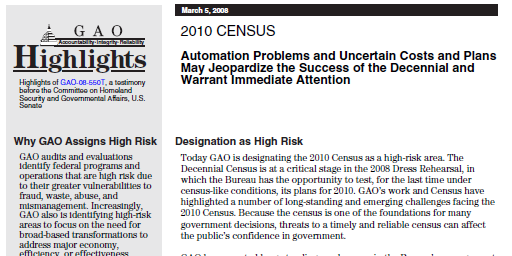 March 5, 2008
G A O
Accountability·Integrity·Reliability
Highlights
Highlights of GAO-08-550T, a testimony
before the Committee on Homeland
Security and Governmental Affairs, U.S.
Senate
2010 CENSUS
Automation Problems and Uncertain Costs and Plans
May Jeopardize the Success of the Decennial and
Warrant Immediate Attention
Why GAO Assigns High Risk
GAO audits and evaluations
identify federal programs and
operations that are high risk due
to their greater vulnerabilities to
fraud, waste, abuse, and
mismanagement. Increasingly,
GAO also is identifying high-risk
areas to focus on the need for
broad-based transformations to
address major economy,
efficiency, or effectiveness
Designation as High Risk
Today GAO is designating the 2010 Census as a high-risk area. The
Decennial Census is at a critical stage in the 2008 Dress Rehearsal, in
which the Bureau has the opportunity to test, for the last time under
census-like conditions, its plans for 2010. GAO's work and Census have
highlighted a number of long-standing and emerging challenges facing the
2010 Census. Because the census is one of the foundations for many
government decisions, threats to a timely and reliable census can affect
the public's confidence in government.